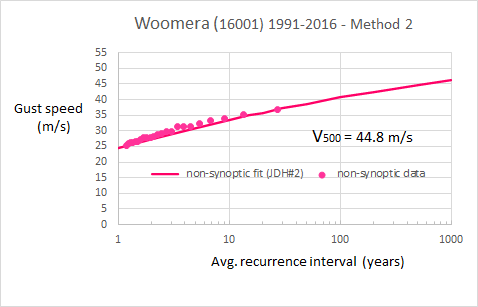 Woomera (16001) 1991-2016 - Method 2
55
50
45
40
35
30
25
20
15
10
5
0
Gust speed
(m/s)
V500 = 44.8 m/s
non-synoptic fit (JDH#2)
non-synoptic data
1 10 100 1000
Avg. recurrence interval (years)